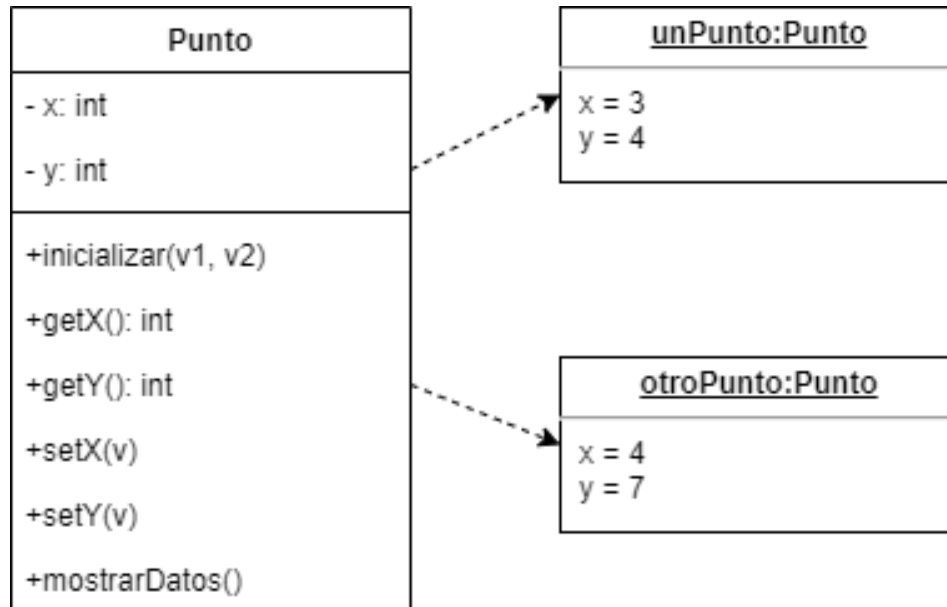 Punto
- x: int
- y: int
+inicializar(v1, v2)
+getX(): int
+getY(): int
+setX(v)
+setY(v)
+mostrarDatos()
unPunto:Punto
x = 3
y = 4
otroPunto:Punto
x = 4
y = 7